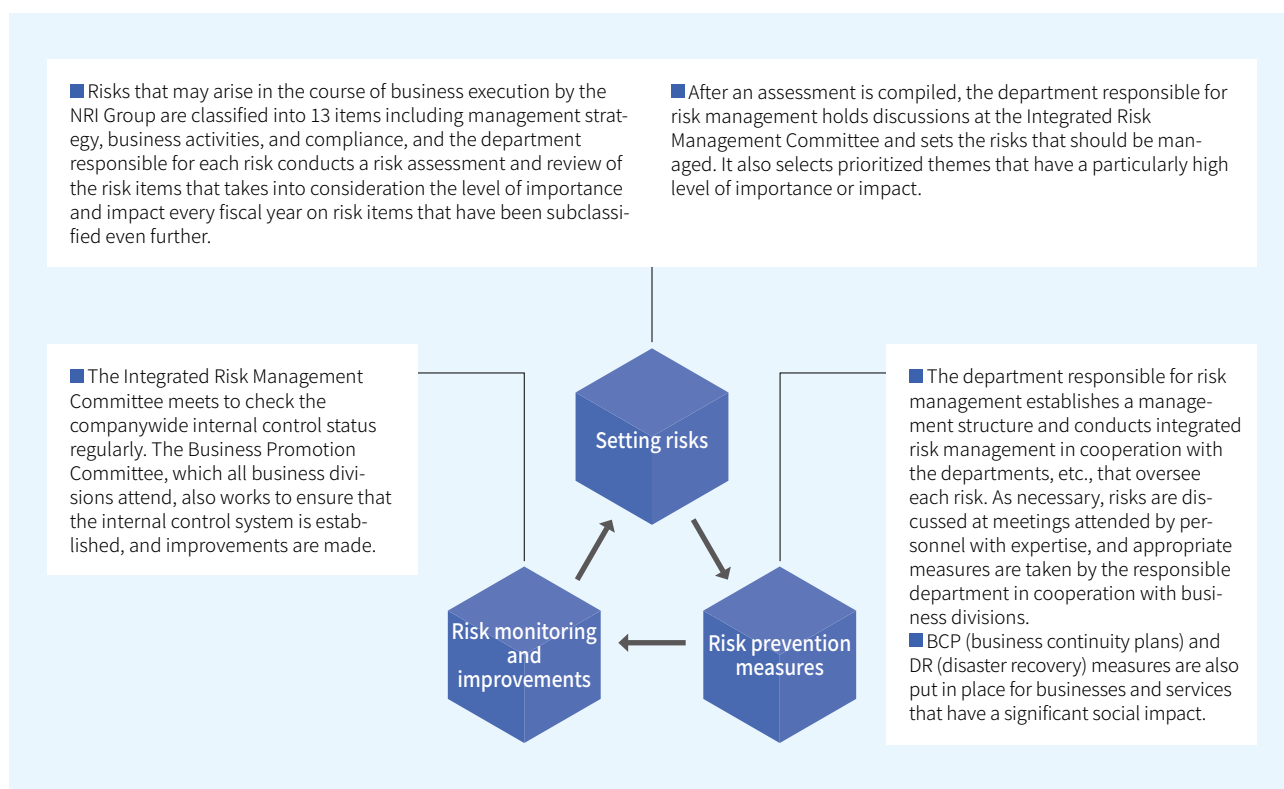 ■ Risks that may arise in the course of business execution by the
NRI Group are classified into 13 items including management strat-
egy, business activities, and compliance, and the department
responsible for each risk conducts a risk assessment and review of
the risk items that takes into consideration the level of importance
and impact every fiscal year on risk items that have been subclassi-
fied even further.
■ After an assessment is compiled, the department responsible for
risk management holds discussions at the Integrated Risk
Management Committee and sets the risks that should be man-
aged. It also selects prioritized themes that have a particularly high
level of importance or impact.
■ The Integrated Risk Management
Committee meets to check the
companywide internal control status
regularly. The Business Promotion
Committee, which all business divi-
sions attend, also works to ensure that
the internal control system is estab-
lished, and improvements are made.
Setting risks
Risk monitoring
and
improvements
Risk prevention
measures
■ The department responsible for risk
management establishes a manage-
ment structure and conducts integrated
risk management in cooperation with
the departments, etc., that oversee
each risk. As necessary, risks are dis-
cussed at meetings attended by per-
sonnel with expertise, and appropriate
measures are taken by the responsible
department in cooperation with busi-
ness divisions.
■ BCP (business continuity plans) and
DR (disaster recovery) measures are also
put in place for businesses and services
that have a significant social impact.